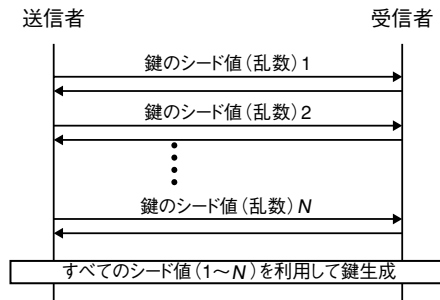 送信者
受信者
鍵のシード値(乱数)1
鍵のシード値(乱数)2
鍵のシード値(乱数)N
すべてのシード値(1〜N)を利用して鍵生成